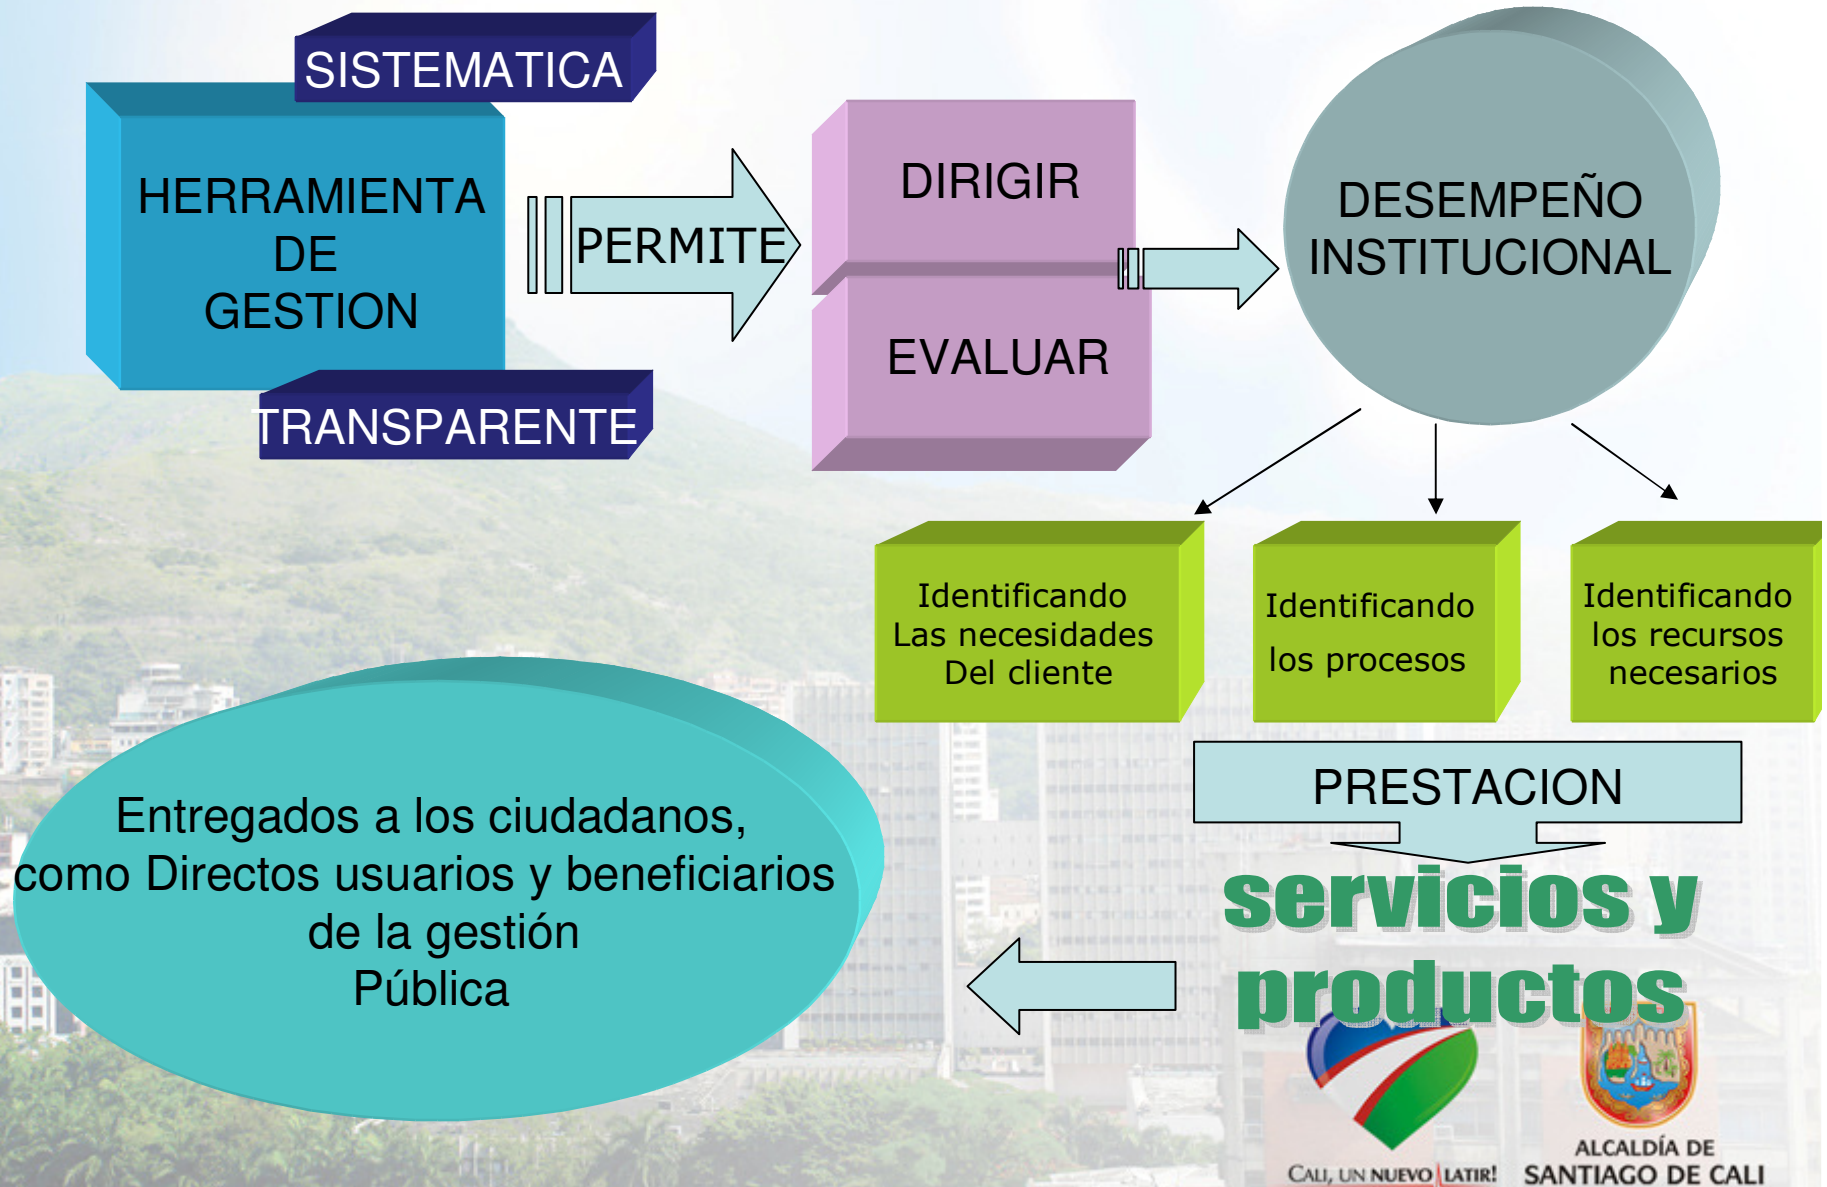 SISTEMATICA
HERRAMIENTA
DE
GESTION
TRANSPARENTE
PERMITE
DIRIGIR
EVALUAR
DESEMPEÑO
INSTITUCIONAL
Identificando
Las necesidades
Del cliente
Identificando
los procesos
Identificando
los recursos
necesarios
PRESTACION
servicios y
productos
Entregados a los ciudadanos,
como Directos usuarios y beneficiarios
de la gestión
Pública
CALI, UN NUEVO LATIR!
ALCALDÍA DE
SANTIAGO DE CALI